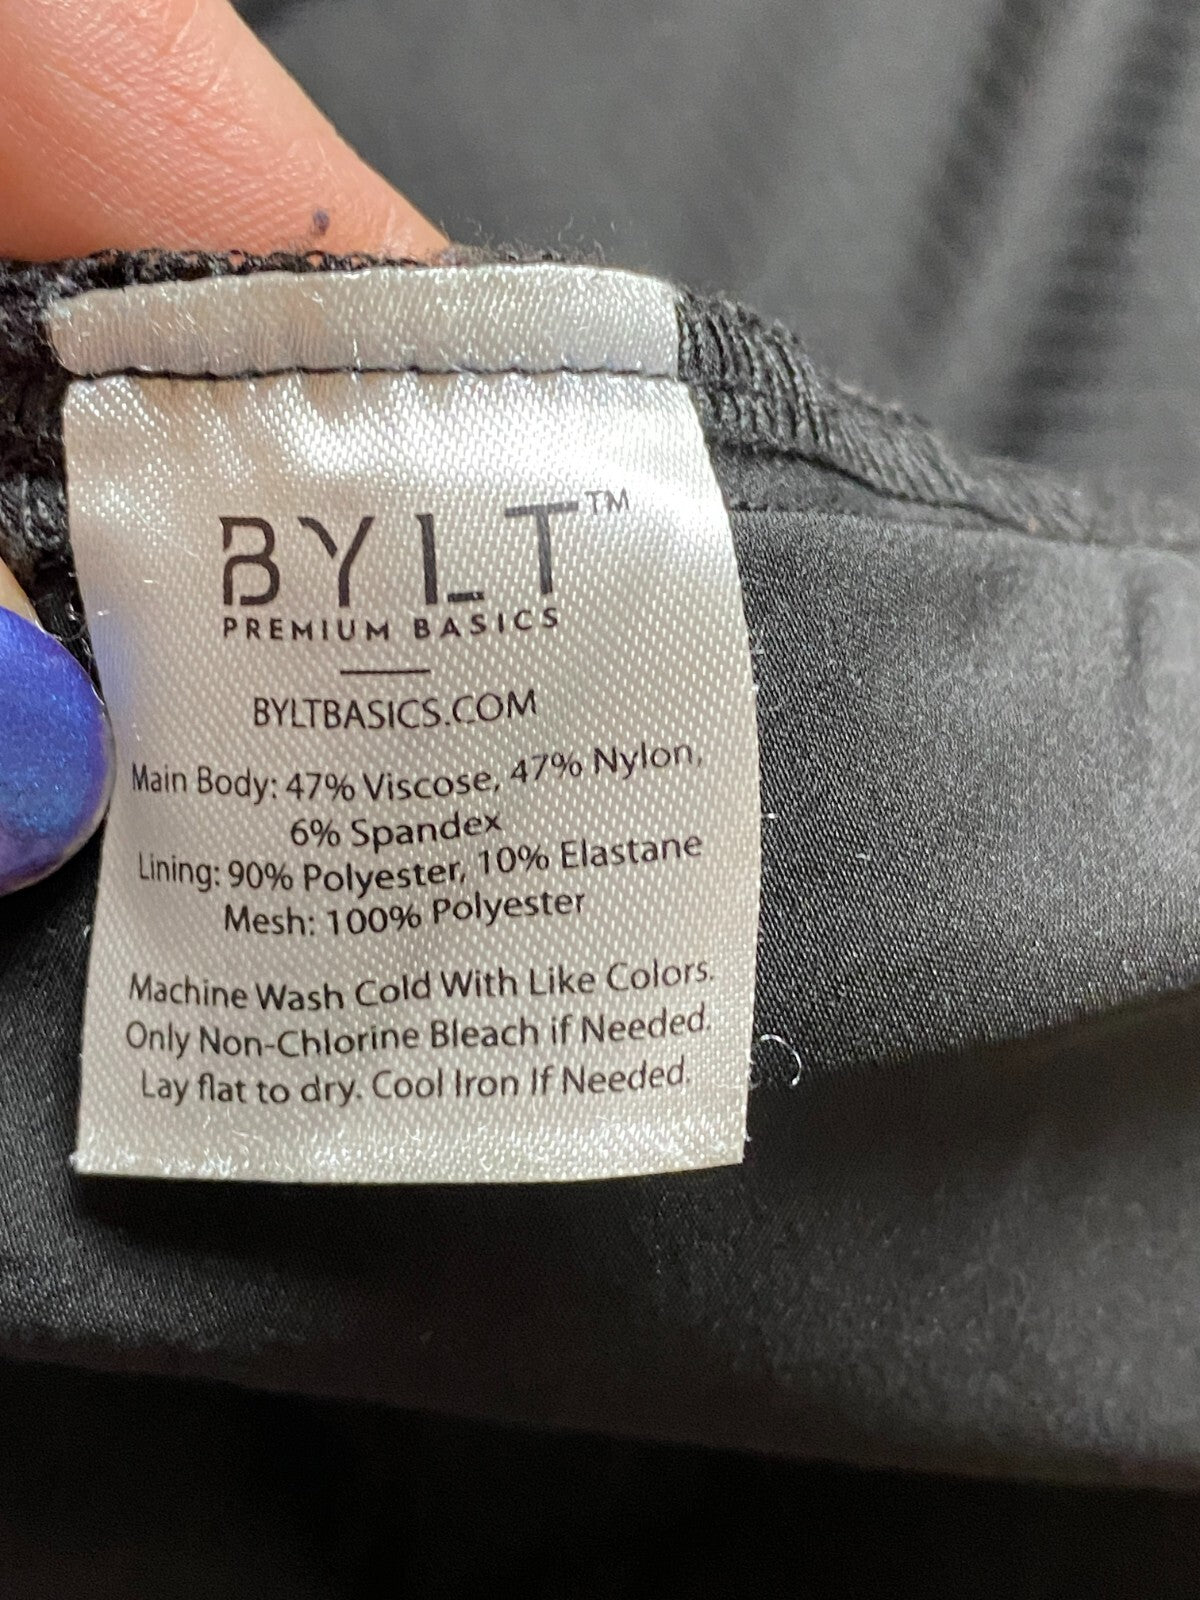 BYLT™
PREMIUM BASICS
BYLTBASICS.COM
Main Body: 47% Viscose, 47% Nylon,
6% Spandex
Lining: 90% Polyester, 10% Elastane
Mesh: 100% Polyester
Machine Wash Cold With Like Colors.
Only Non-Chlorine Bleach if Needed.
Lay flat to dry. Cool Iron If Needed.